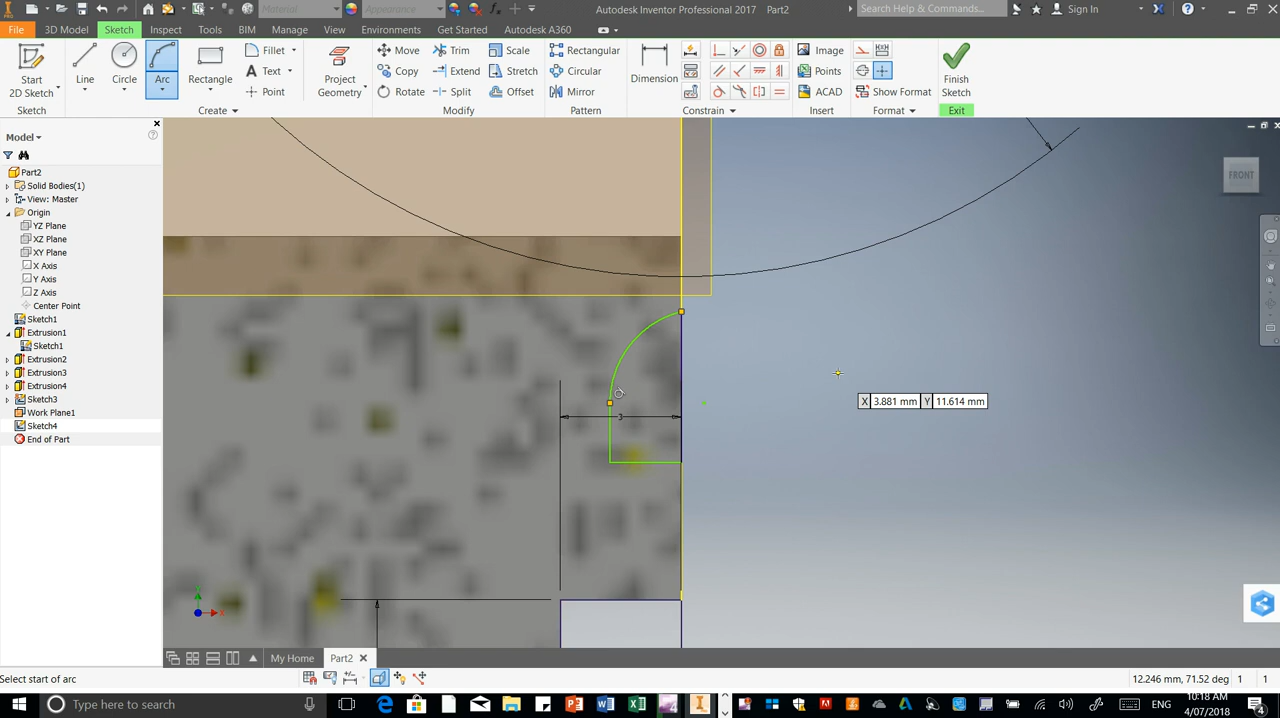 Material
Appearance
Autodesk Inventor Professional 2017   Part2
Search Help & Commands...
Sign In
PRO
File
3D Model
Sketch
Inspect
Tools
BIM
Manage
View
Environments
Get Started
Autodesk A360
Start
2D Sketch
Line
Circle
Arc
Rectangle
Fillet
Text
Point
Project
Geometry
Move
Copy
Rotate
Trim
Extend
Split
Scale
Stretch
Offset
Rectangular
Circular
Mirror
Dimension
Image
Points
ACAD
Show Format
Finish
Sketch
Sketch
Create
Modify
Pattern
Constrain
Insert
Format
Exit
Model
Part2
Solid Bodies(1)
View: Master
Origin
YZ Plane
XZ Plane
XY Plane
X Axis
Y Axis
Z Axis
Center Point
Sketch1
Extrusion1
Sketch1
Extrusion2
Extrusion3
Extrusion4
Sketch3
Work Plane1
Sketch4
End of Part
FRONT
X 3.881 mm Y 11.614 mm
3
My Home
Part2
Select start of arc
12.246 mm, 71.52 deg 1 1
Type here to search
ENG
10:18 AM
4/07/2018